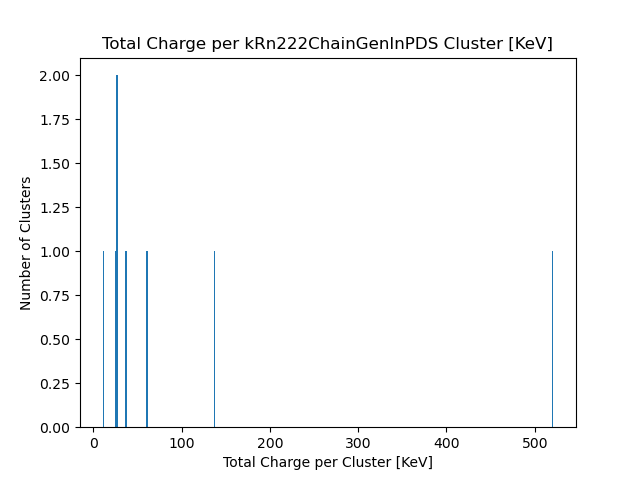 Total Charge per kRn222ChainGenInPDS Cluster [KeV]
2.00
1.75
1.50
1.25
1.00
0.75
0.50
0.25
0.00
Number of Clusters
0 100 200 300 400 500
Total Charge per Cluster [KeV]